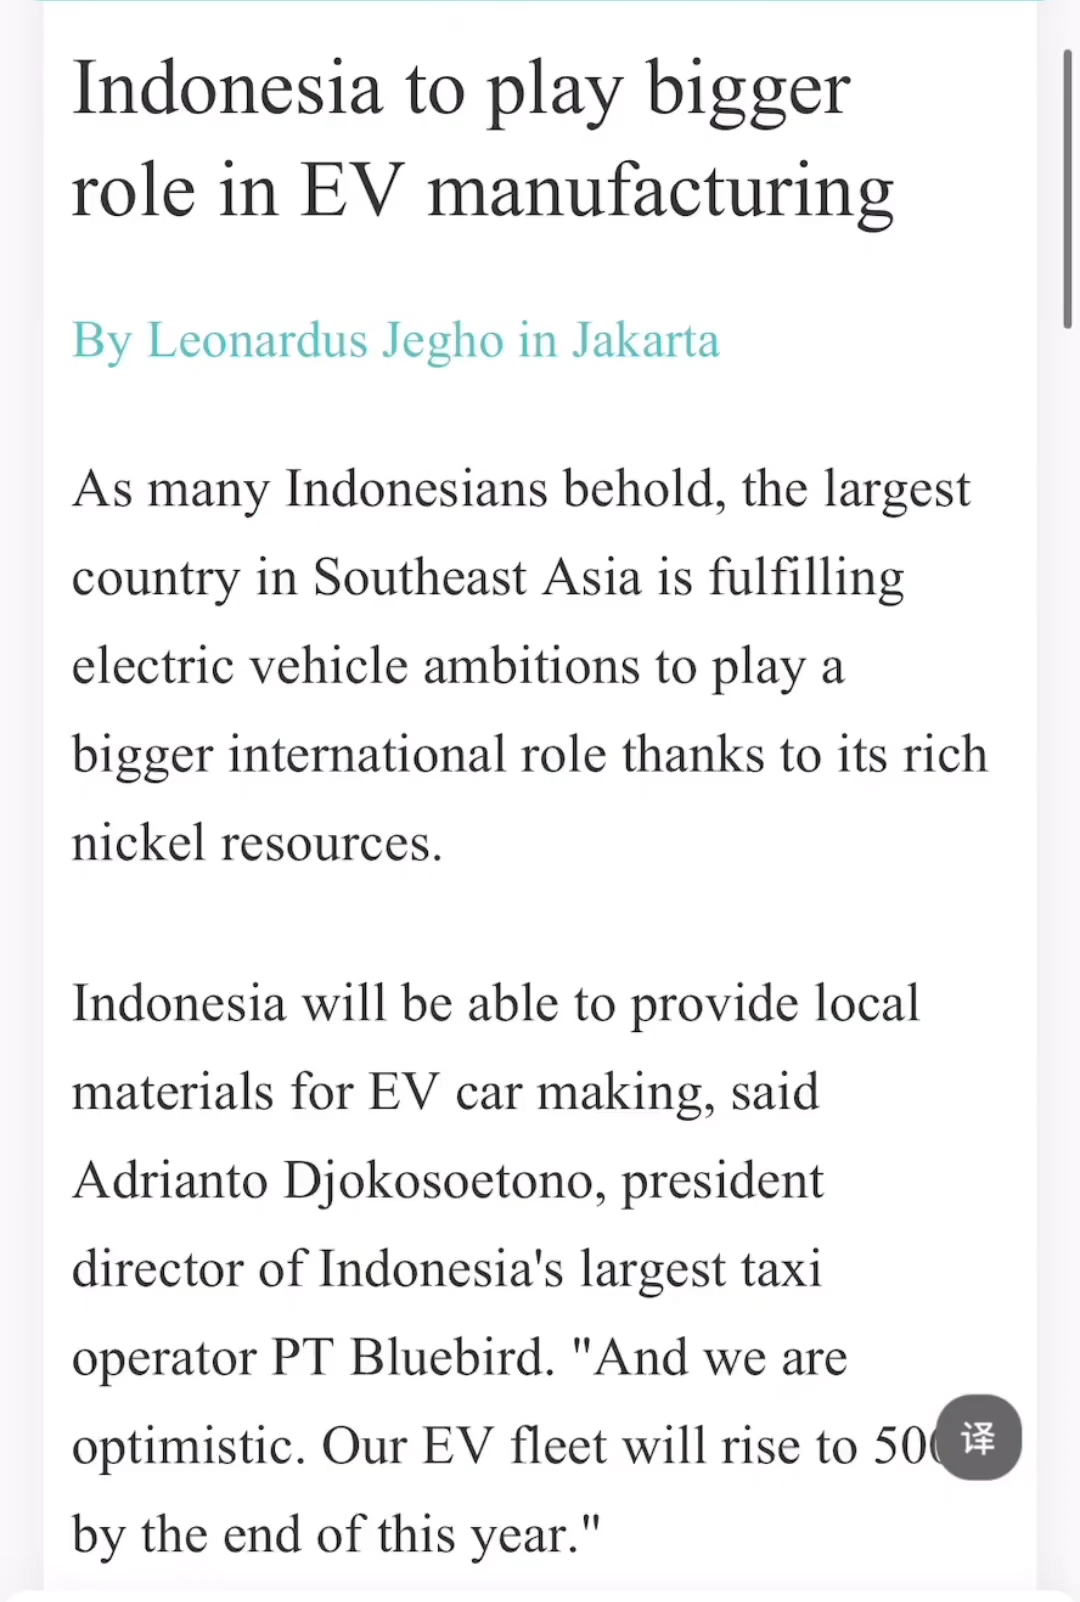 Indonesia to play bigger
role in EV manufacturing
By Leonardus Jegho in Jakarta
As many Indonesians behold, the largest
country in Southeast Asia is fulfilling
electric vehicle ambitions to play a
bigger international role thanks to its rich
nickel resources.
Indonesia will be able to provide local
materials for EV car making, said
Adrianto Djokosoetono, president
director of Indonesia's largest taxi
operator PT Bluebird. "And we are
optimistic. Our EV fleet will rise to
译
by the end of this year."